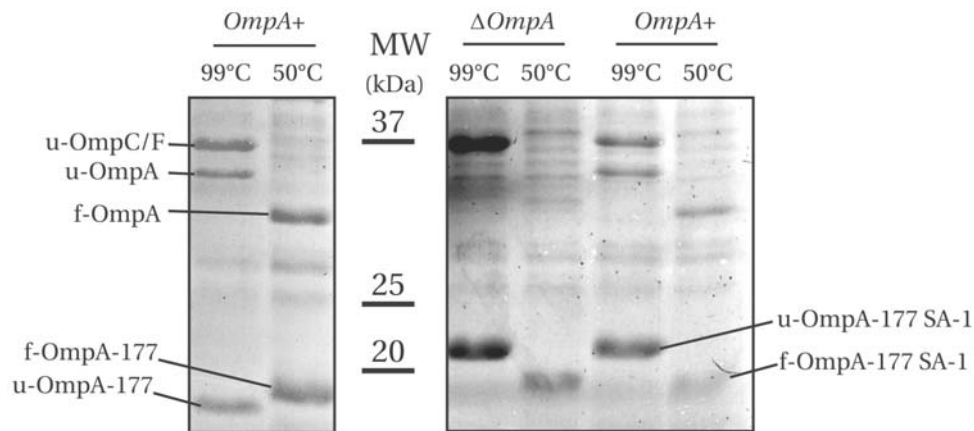 OmpA+
ΔOmpA
OmpA+
99°C 50°C
MW
(kDa)
99°C 50°C
99°C 50°C
37
25
20
u-OmpC/F
u-OmpA
f-OmpA
f-OmpA-177
u-OmpA-177
u-OmpA-177 SA-1
f-OmpA-177 SA-1